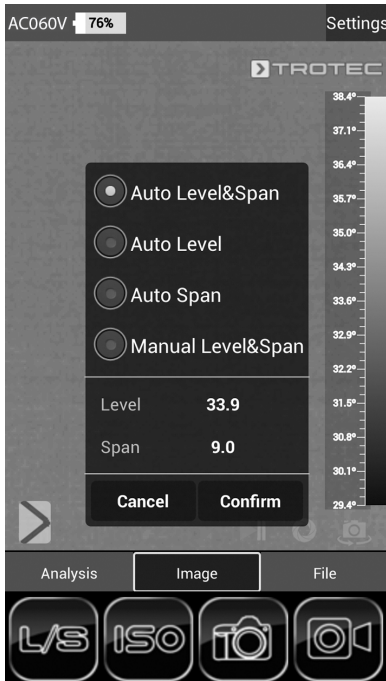 AC060V 76% Settings
TROTEC
38.4°
37.1°
36.4°
Auto Level&Span
35.7°
35.0°
Auto Level
34.3°
Auto Span
33.6°
32.9°
Manual Level&Span
32.2°
Level 33.9
31.5°
30.8°
Span 9.0
30.1°
Cancel Confirm
29.4°
Analysis Image File
L/S ISO